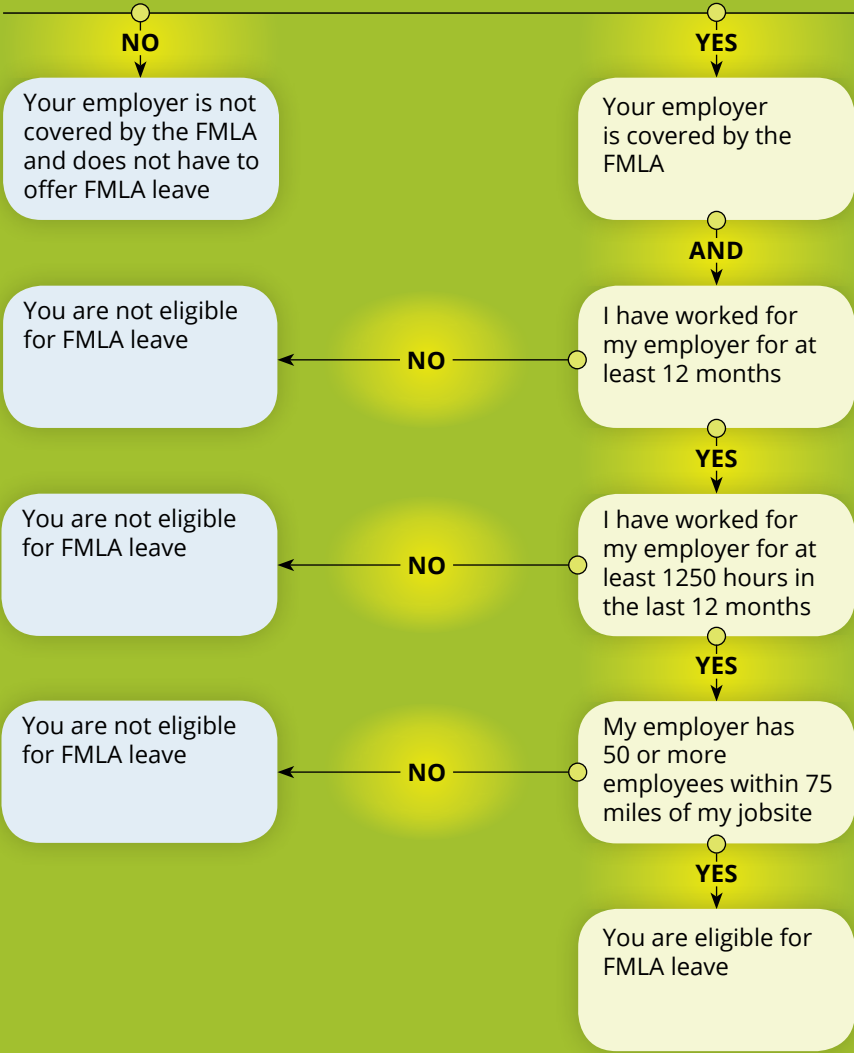 NO
YES
Your employer is not
covered by the FMLA
and does not have to
offer FMLA leave
Your employer
is covered by the
FMLA
AND
You are not eligible
for FMLA leave
NO
I have worked for
my employer for at
least 12 months
YES
You are not eligible
for FMLA leave
NO
I have worked for
my employer for at
least 1250 hours in
the last 12 months
YES
You are not eligible
for FMLA leave
NO
My employer has
50 or more
employees within 75
miles of my jobsite
YES
You are eligible for
FMLA leave